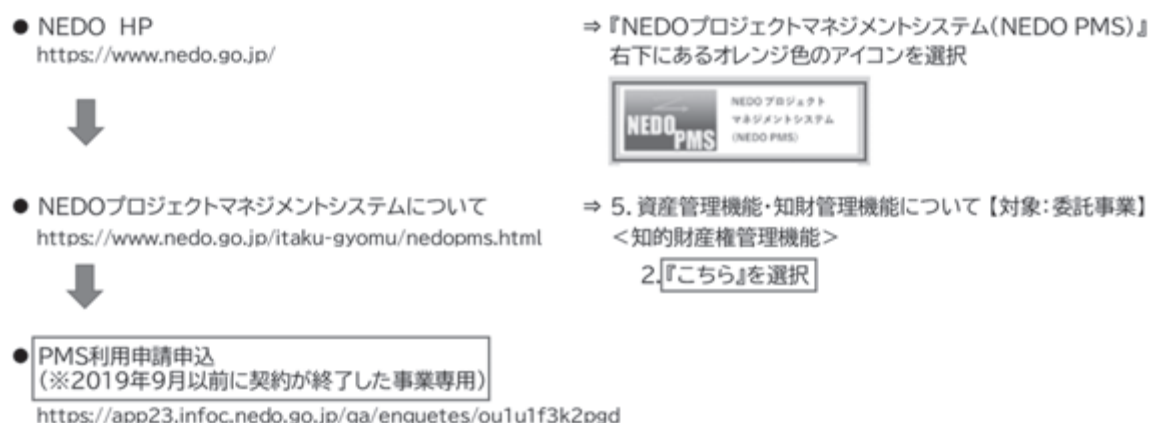 ● NEDO HP
https://www.nedo.go.jp/
⇒『NEDOプロジェクトマネジメントシステム(NEDO PMS)』
右下にあるオレンジ色のアイコンを選択
NEDO PMS
NEDO プロジェクト
マネジメントシステム
(NEDO PMS)
● NEDOプロジェクトマネジメントシステムについて
https://www.nedo.go.jp/itaku-gyomu/nedopms.html
⇒ 5. 資産管理機能・知財管理機能について【対象：委託事業】
＜知的財産権管理機能＞
2.『こちら』を選択
● PMS利用申請申込
(※2019年9月以前に契約が終了した事業専用)
https://app23.infoc.nedo.go.jp/qa/enquetes/ou1u1f3k2pgd